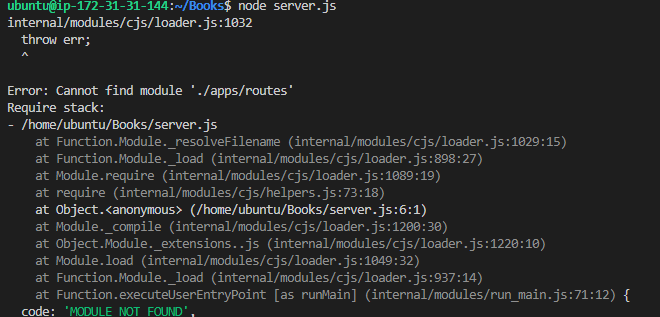 ubuntu@ip-172-31-31-144:~/Books$ node server.js
internal/modules/cjs/loader.js:1032
  throw err;
  ^

Error: Cannot find module './apps/routes'
Require stack:
- /home/ubuntu/Books/server.js
    at Function.Module._resolveFilename (internal/modules/cjs/loader.js:1029:15)
    at Function.Module._load (internal/modules/cjs/loader.js:898:27)
    at Module.require (internal/modules/cjs/loader.js:1089:19)
    at require (internal/modules/cjs/helpers.js:73:18)
    at Object.<anonymous> (/home/ubuntu/Books/server.js:6:1)
    at Module._compile (internal/modules/cjs/loader.js:1200:30)
    at Object.Module._extensions..js (internal/modules/cjs/loader.js:1220:10)
    at Module.load (internal/modules/cjs/loader.js:1049:32)
    at Function.Module._load (internal/modules/cjs/loader.js:937:14)
    at Function.executeUserEntryPoint [as runMain] (internal/modules/run_main.js:71:12) {
  code: 'MODULE_NOT_FOUND',